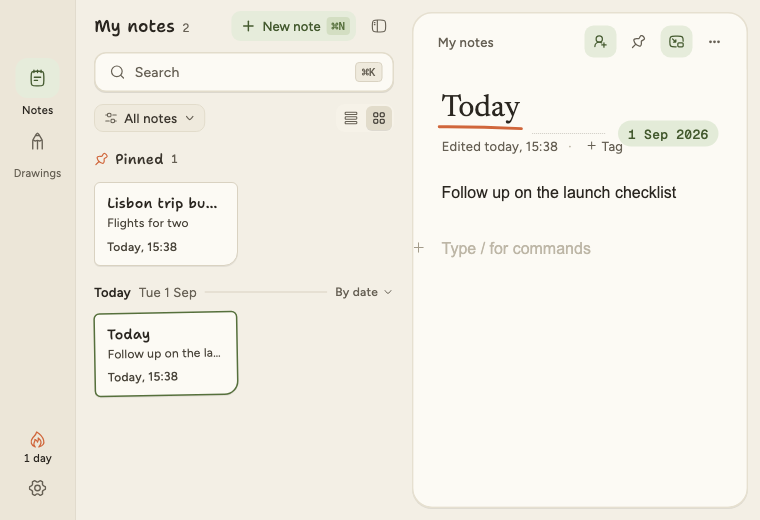 Notes
Drawings
1 day
My notes 2
New note ⌘N
Search ⌘K
All notes
Pinned 1
Lisbon trip bu...
Flights for two
Today, 15:38
Today Tue 1 Sep By date
Today
Follow up on the la...
Today, 15:38
My notes
Today
1 Sep 2026
Edited today, 15:38 · + Tag
Follow up on the launch checklist
Type / for commands